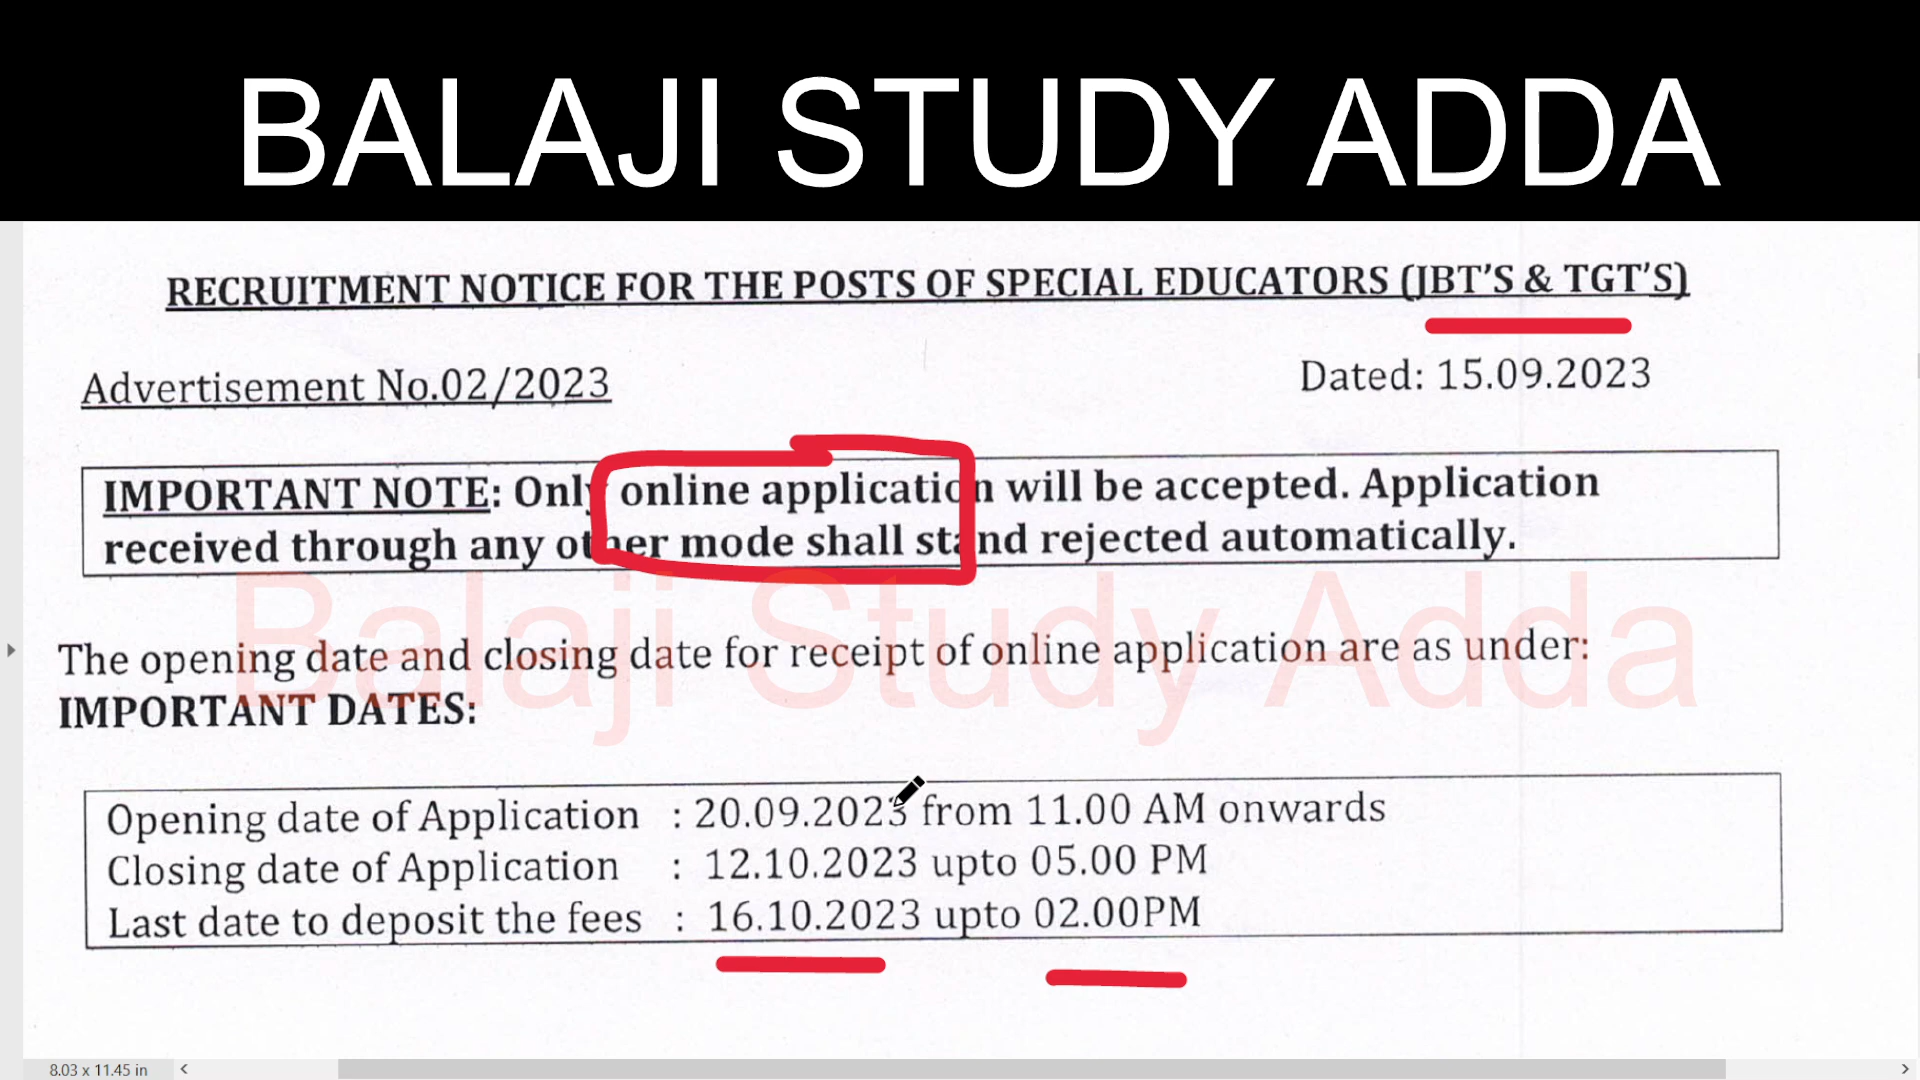 BALAJI STUDY ADDA
RECRUITMENT NOTICE FOR THE POSTS OF SPECIAL EDUCATORS (JBT'S & TGT'S)
Advertisement No.02/2023 Dated: 15.09.2023
IMPORTANT NOTE: Only online application will be accepted. Application
received through any other mode shall stand rejected automatically.
Balaji Study Adda
The opening date and closing date for receipt of online application are as under:
IMPORTANT DATES:
Opening date of Application : 20.09.2023 from 11.00 AM onwards
Closing date of Application : 12.10.2023 upto 05.00 PM
Last date to deposit the fees : 16.10.2023 upto 02.00PM
8.03 x 11.45 in